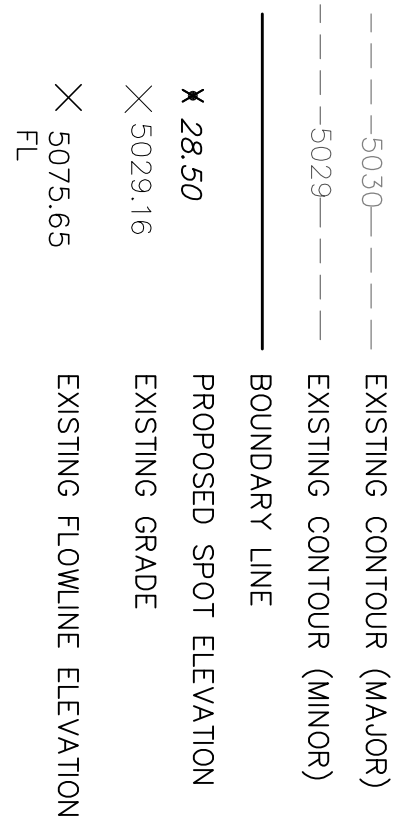 5030 EXISTING CONTOUR (MAJOR)
5029 EXISTING CONTOUR (MINOR)
BOUNDARY LINE
28.50 PROPOSED SPOT ELEVATION
5029.16 EXISTING GRADE
5075.65 EXISTING FLOWLINE ELEVATION
FL